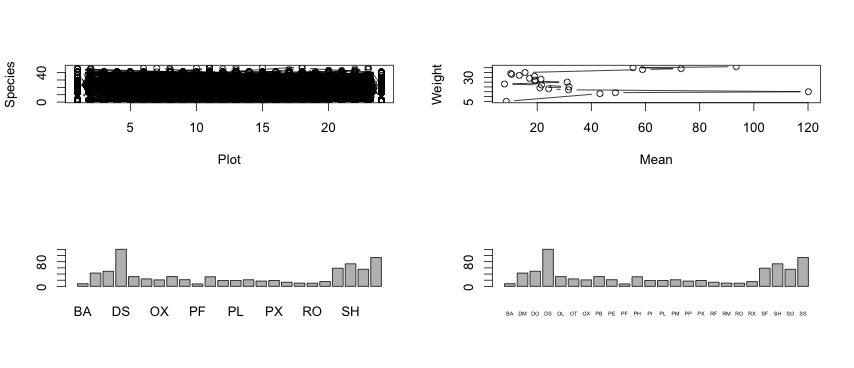 Species
0 40
5 10 15 20
Plot
Weight
5 30
20 40 60 80 100 120
Mean
0 80
BA DS OX PF PL PX RO SH
0 80
BA DM DO DS OL OT OX PB PE PF PH PI PL PM PP PX RF RM RO RX SF SH SO SS